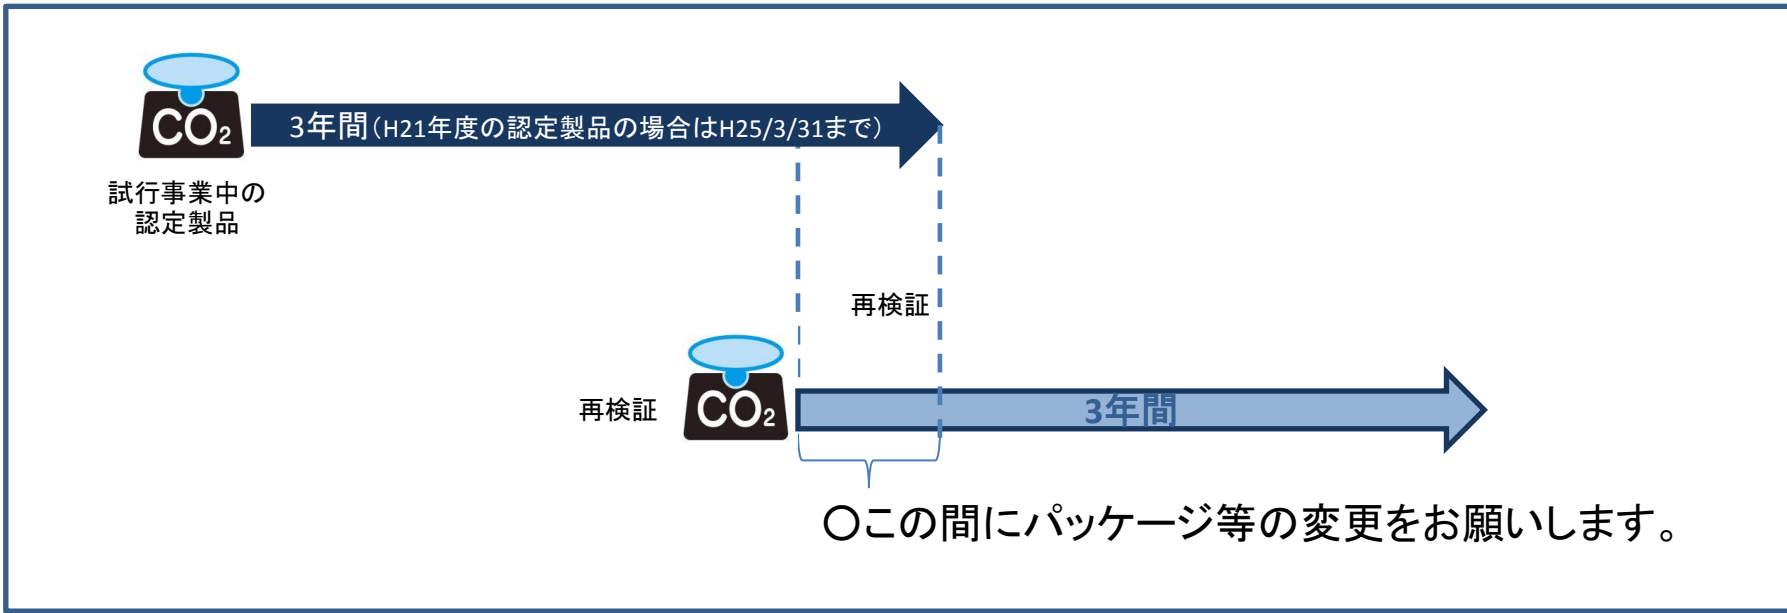 CO2
3年間（H21年度の認定製品の場合はH25/3/31まで）
試行事業中の
認定製品
再検証
再検証
CO2
3年間
○この間にパッケージ等の変更をお願いします。